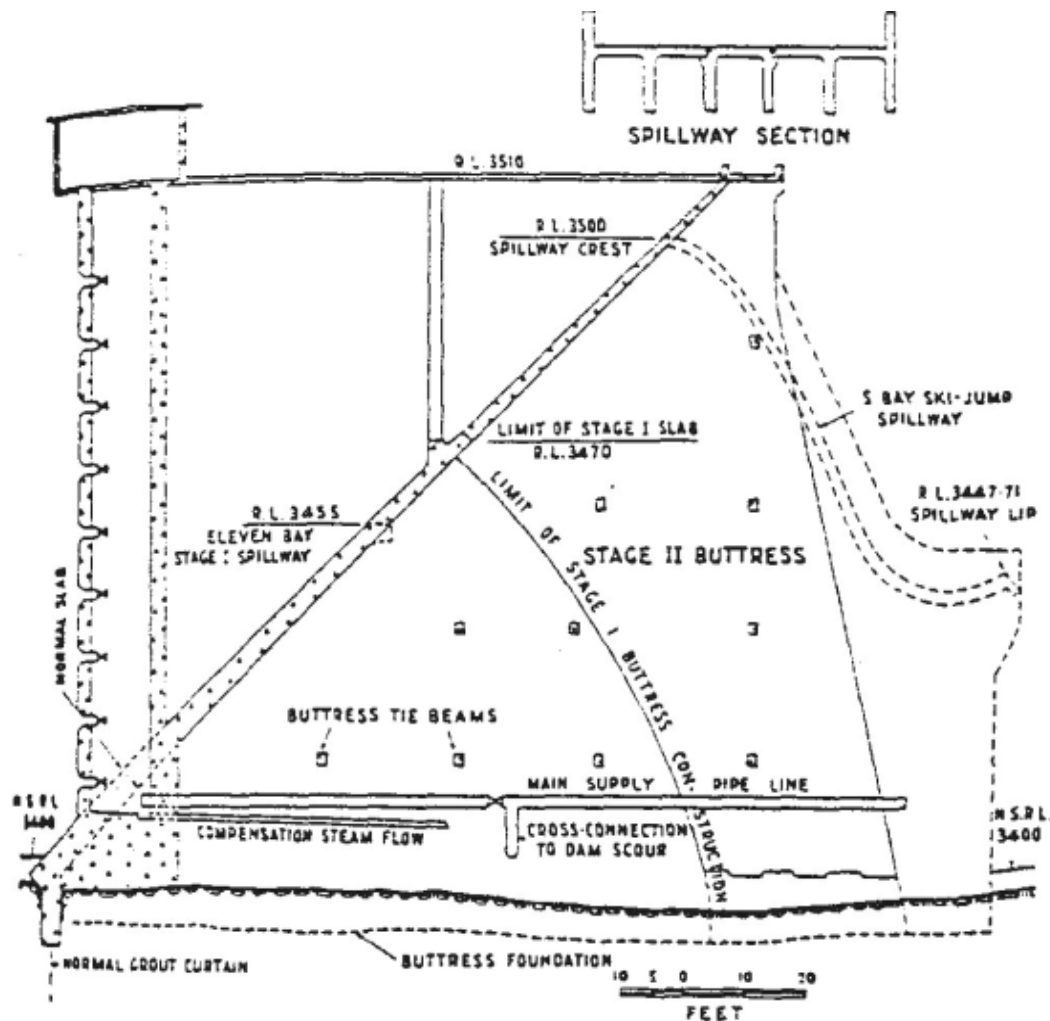 SPILLWAY SECTION
R.L.3510
R.L.3500
SPILLWAY CREST
LIMIT OF STAGE I SLAB
R.L.3470
S BAY SKI-JUMP
SPILLWAY
R.L.3447·71
SPILLWAY LIP
R.L.3455
ELEVEN BAY
STAGE I SPILLWAY
LIMIT OF STAGE I BUTTRESS CONSTRUCTION
STAGE II BUTTRESS
NORMAL SLAB
BUTTRESS TIE BEAMS
MAIN SUPPLY PIPE LINE
N.S.R.L.
3400
COMPENSATION STEAM FLOW
CROSS-CONNECTION
TO DAM SCOUR
N.S.R.L.
3400
NORMAL GROUT CURTAIN
BUTTRESS FOUNDATION
10 5 0 10 20
FEET